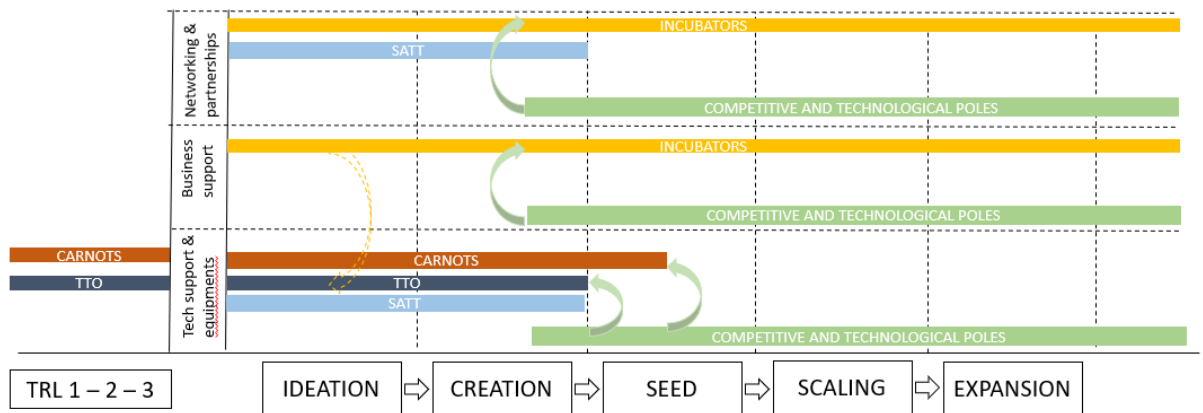 Networking &
partnerships
INCUBATORS
SATT
COMPETITIVE AND TECHNOLOGICAL POLES
Business
support
INCUBATORS
COMPETITIVE AND TECHNOLOGICAL POLES
Tech support &
equipments
CARNOTS
CARNOTS
TTO
TTO
SATT
COMPETITIVE AND TECHNOLOGICAL POLES
TRL 1 – 2 – 3
IDEATION
CREATION
SEED
SCALING
EXPANSION